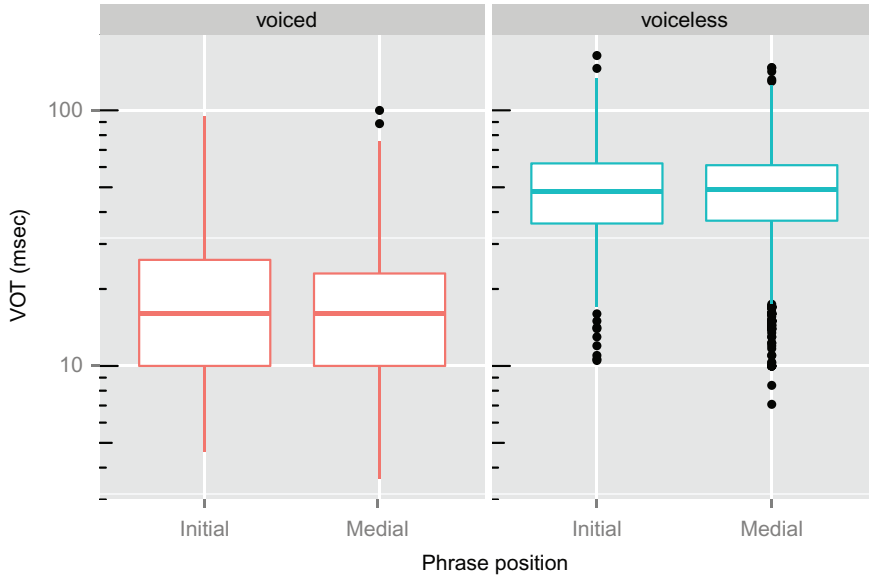 voiced
voiceless
100
10
VOT (msec)
Initial
Medial
Initial
Medial
Phrase position